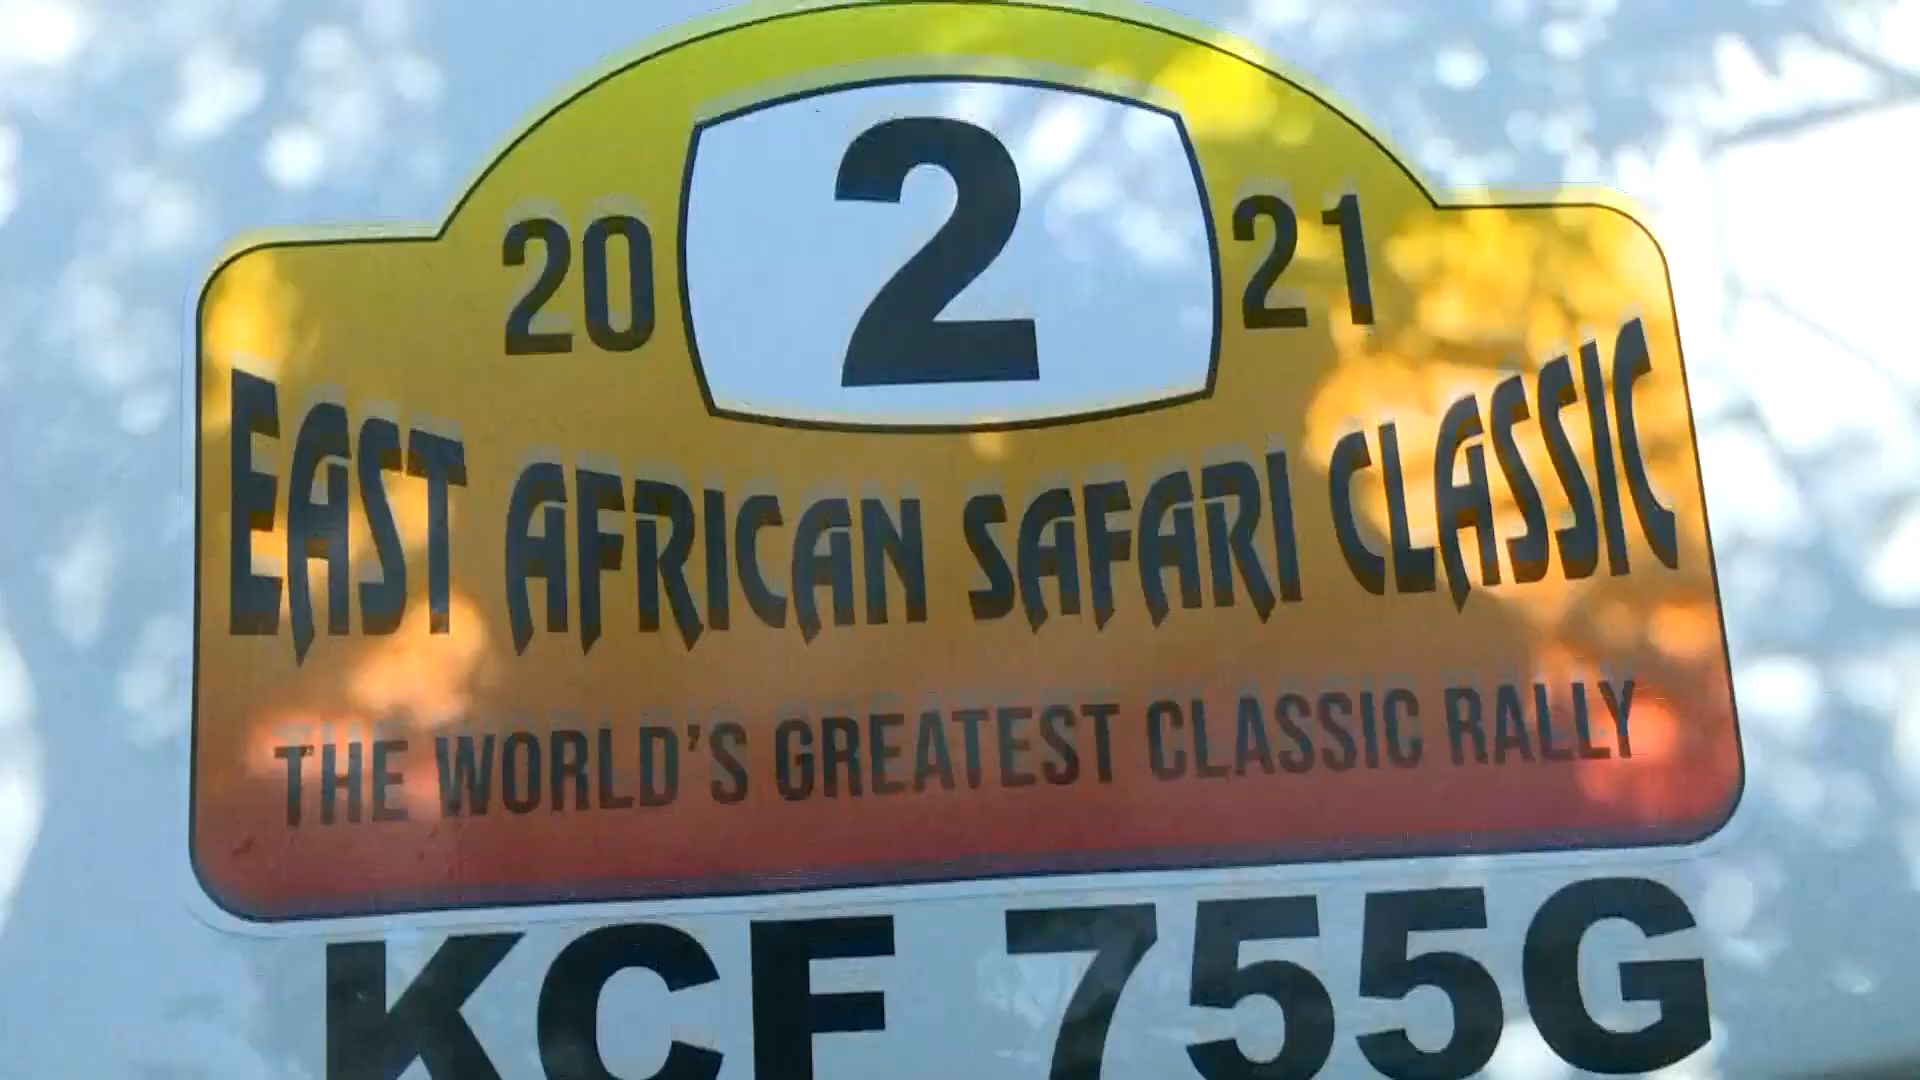 20 2 21
EAST AFRICAN SAFARI CLASSIC
THE WORLD'S GREATEST CLASSIC RALLY
KCF 755G